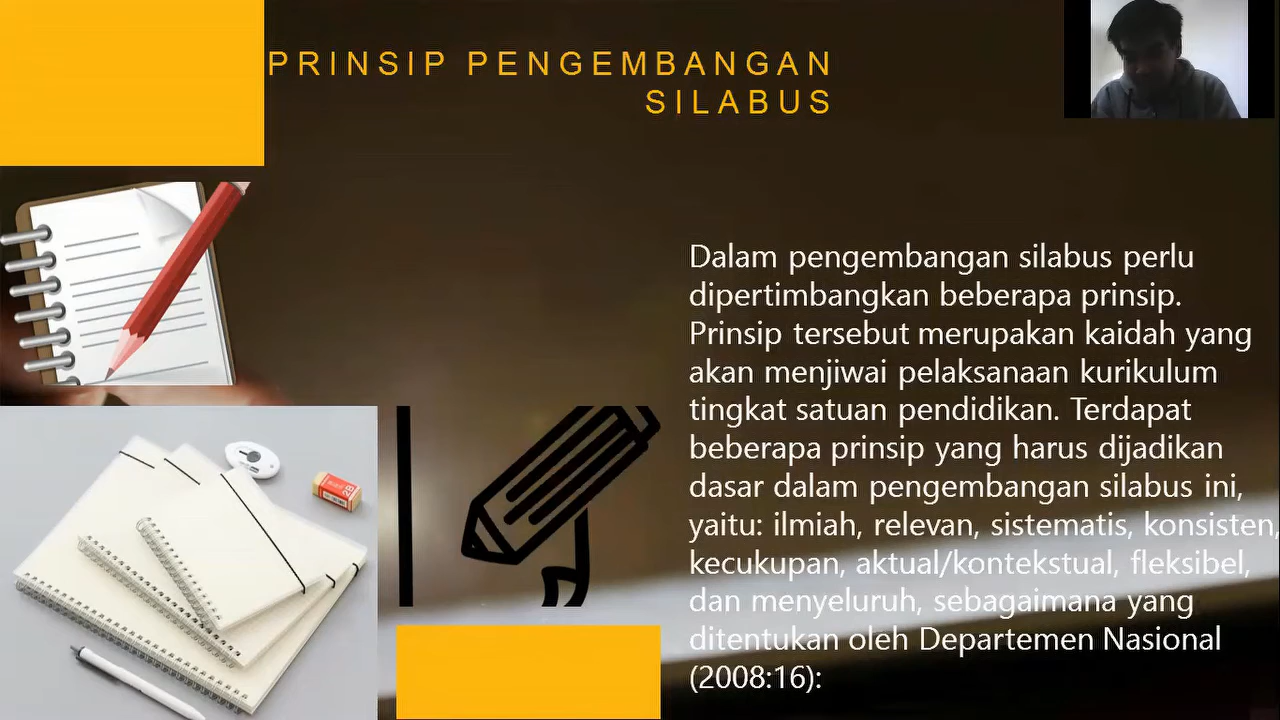 PRINSIP PENGEMBANGAN
SILABUS
Dalam pengembangan silabus perlu
dipertimbangkan beberapa prinsip.
Prinsip tersebut merupakan kaidah yang
akan menjiwai pelaksanaan kurikulum
tingkat satuan pendidikan. Terdapat
beberapa prinsip yang harus dijadikan
dasar dalam pengembangan silabus ini,
yaitu: ilmiah, relevan, sistematis, konsisten,
kecukupan, aktual/kontekstual, fleksibel,
dan menyeluruh, sebagaimana yang
ditentukan oleh Departemen Nasional
(2008:16):